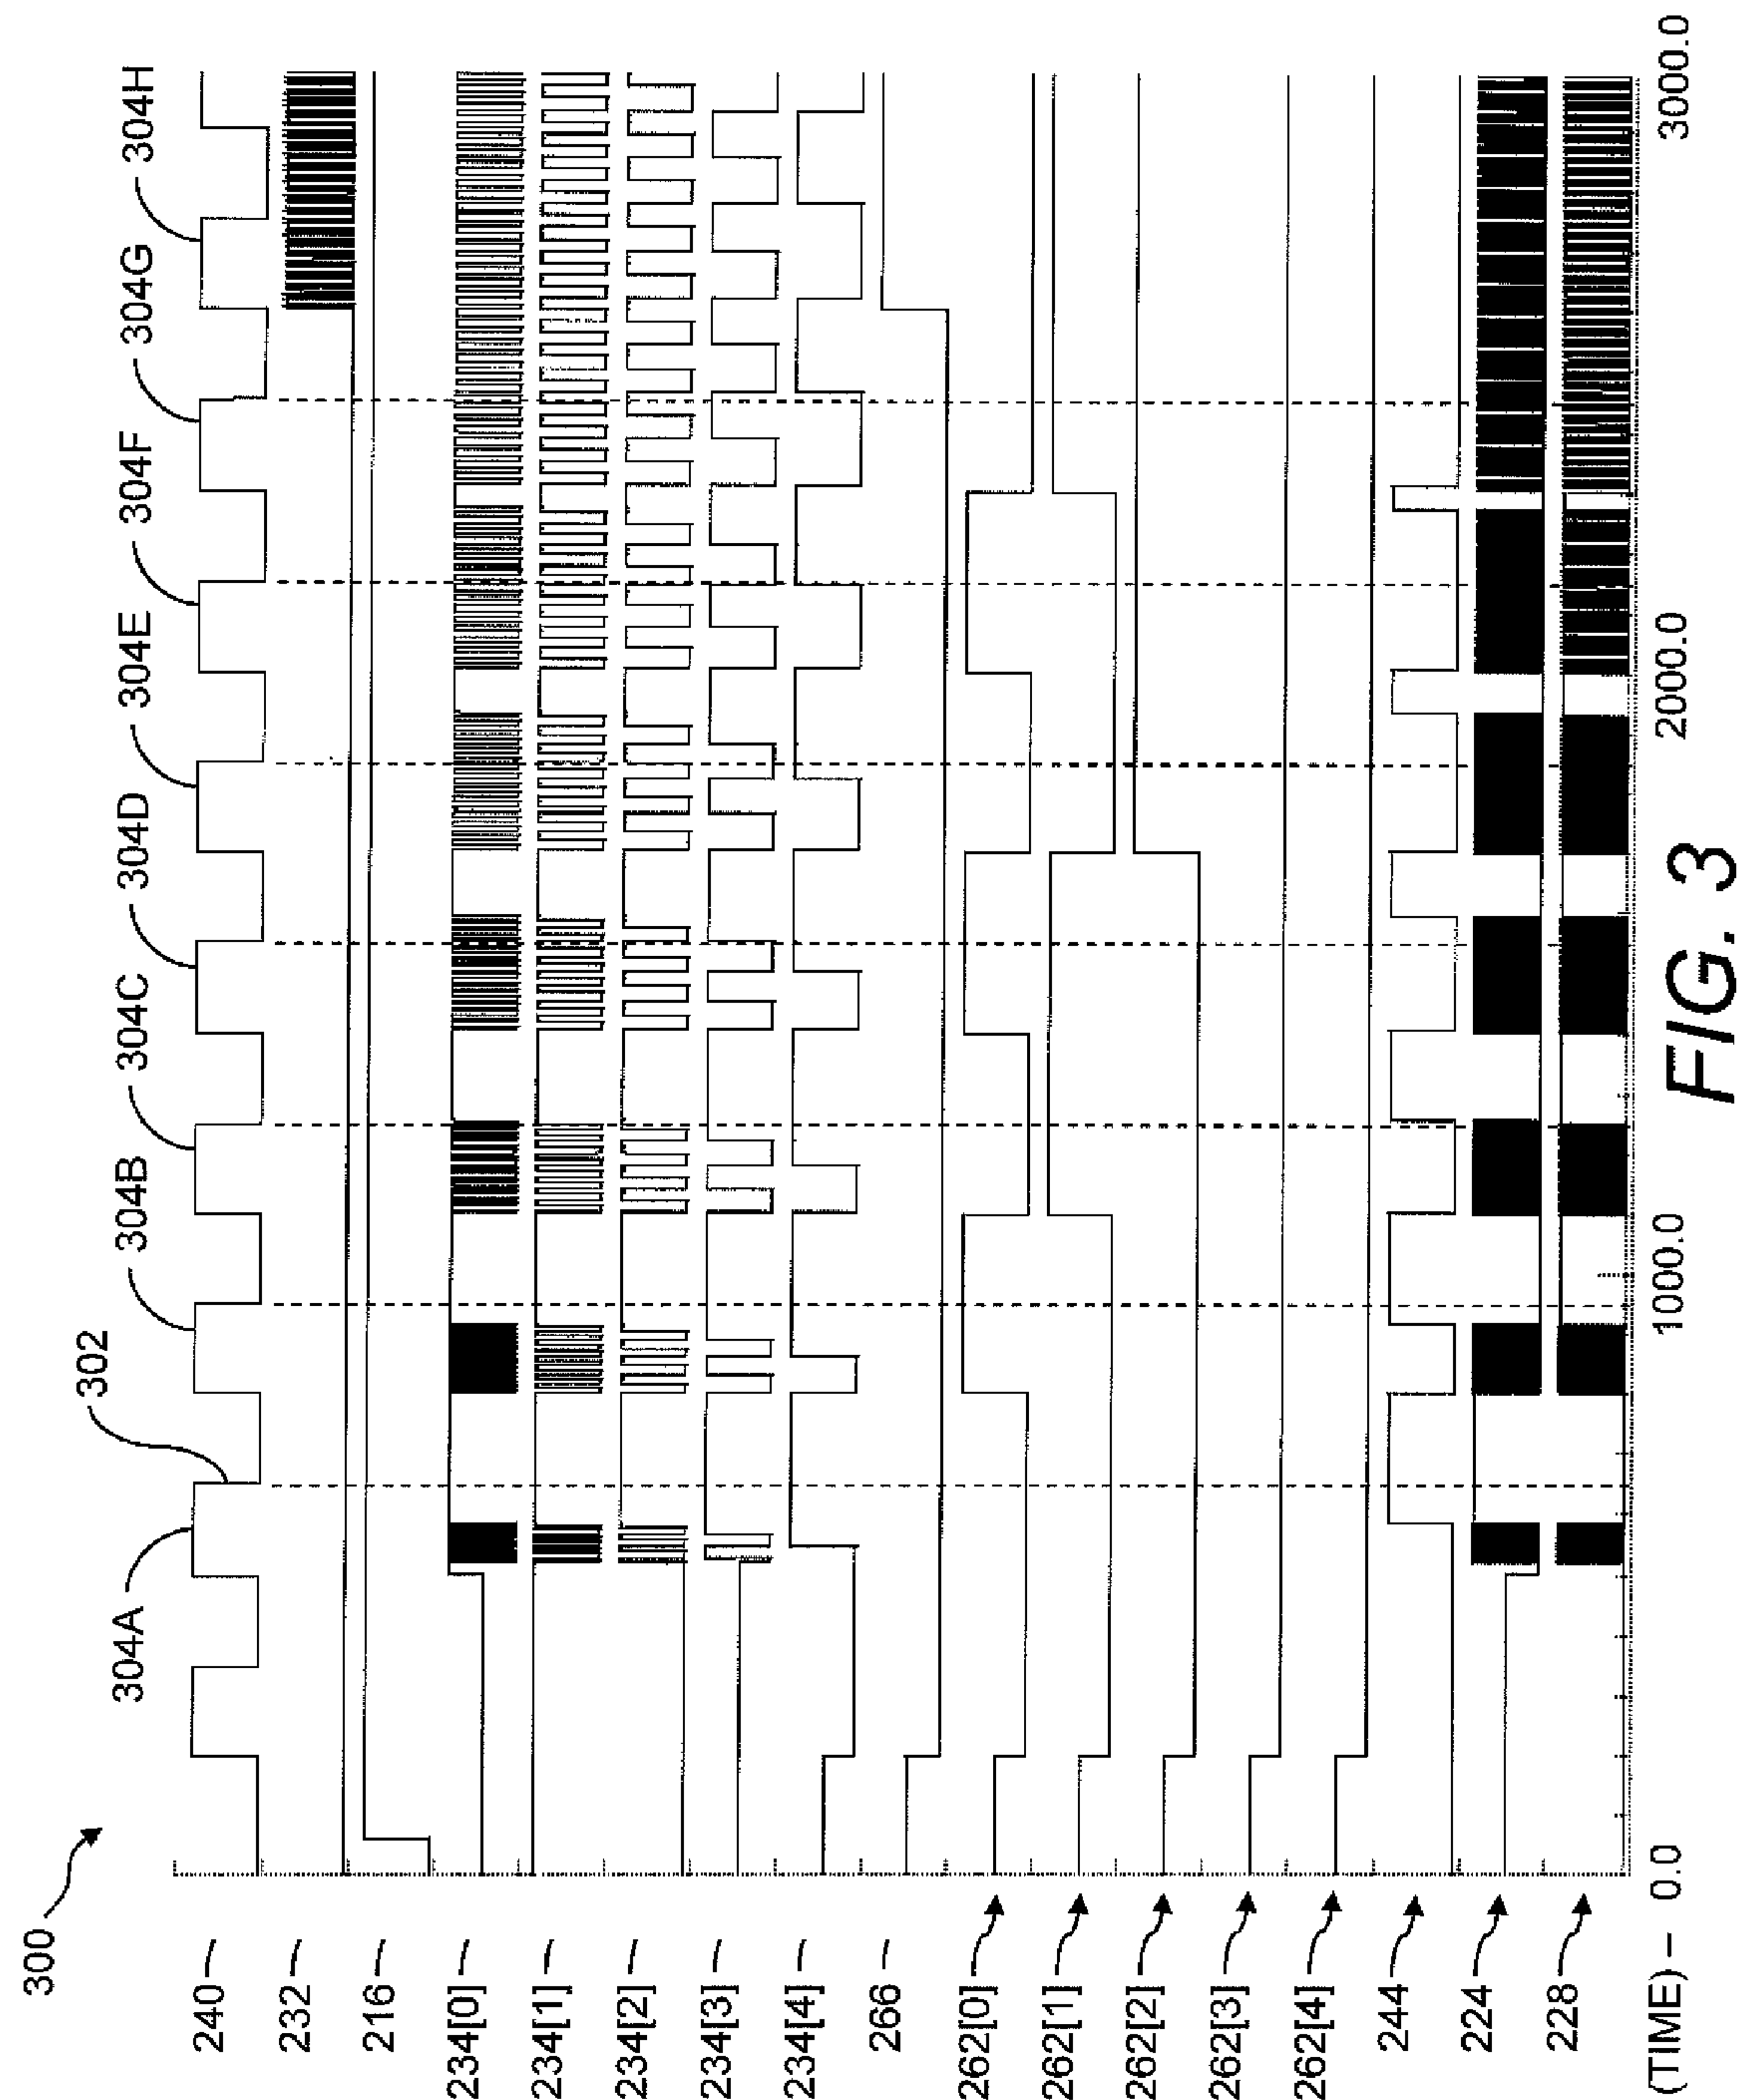 300
302
304A
304B
304C
304D
304E
304F
304G
304H
240
232
216
234[0]
234[1]
234[2]
234[3]
234[4]
266
262[0]
262[1]
262[2]
262[3]
262[4]
244
224
228
(TIME) – 0.0 1000.0 2000.0 3000.0
FIG. 3